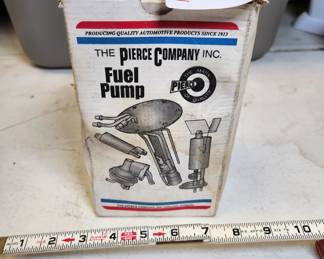 PRODUCING QUALITY AUTOMOTIVE PRODUCTS SINCE 1913
THE PIERCE COMPANY INC.
Fuel
Pump
PIERCE
1 2 3 4 5 6 7 8 9 10